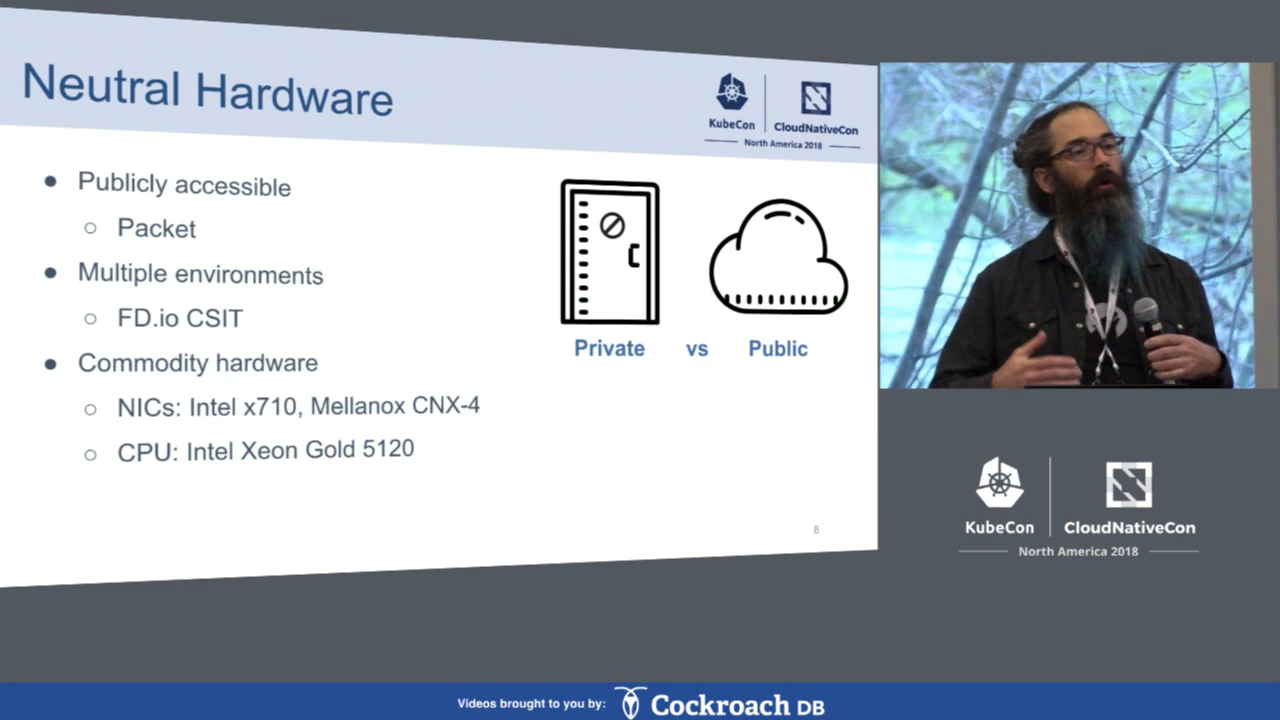 Neutral Hardware
KubeCon
CloudNativeCon
North America 2018
● Publicly accessible
○ Packet
● Multiple environments
○ FD.io CSIT
● Commodity hardware
○ NICs: Intel x710, Mellanox CNX-4
○ CPU: Intel Xeon Gold 5120
Private vs Public
8
KubeCon
CloudNativeCon
North America 2018
Videos brought to you by: Cockroach DB